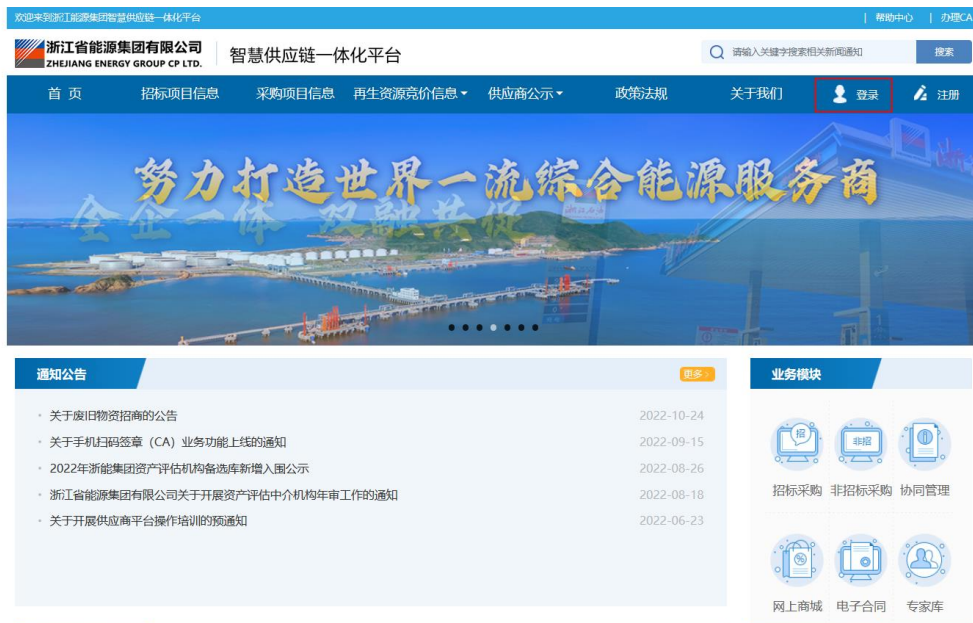 欢迎来到浙江能源集团智慧供应链一体化平台
| 帮助中心 | 办理CA
浙江省能源集团有限公司
ZHEJIANG ENERGY GROUP CP LTD.
智慧供应链一体化平台
请输入关键字搜索相关新闻通知
搜索
首 页 招标项目信息 采购项目信息 再生资源竞价信息 供应商公示 政策法规 关于我们 登录 注册
努力打造世界一流综合能源服务商
全企一体 双融共促
通知公告
更多
关于废旧物资招商的公告 2022-10-24
关于手机扫码签章（CA）业务功能上线的通知 2022-09-15
2022年浙能集团资产评估机构备选库新增入围公示 2022-08-26
浙江省能源集团有限公司关于开展资产评估中介机构年审工作的通知 2022-08-18
关于开展供应商平台操作培训的预通知 2022-06-23
业务模块
招
非招
招标采购 非招标采购 协同管理
网上商城 电子合同 专家库